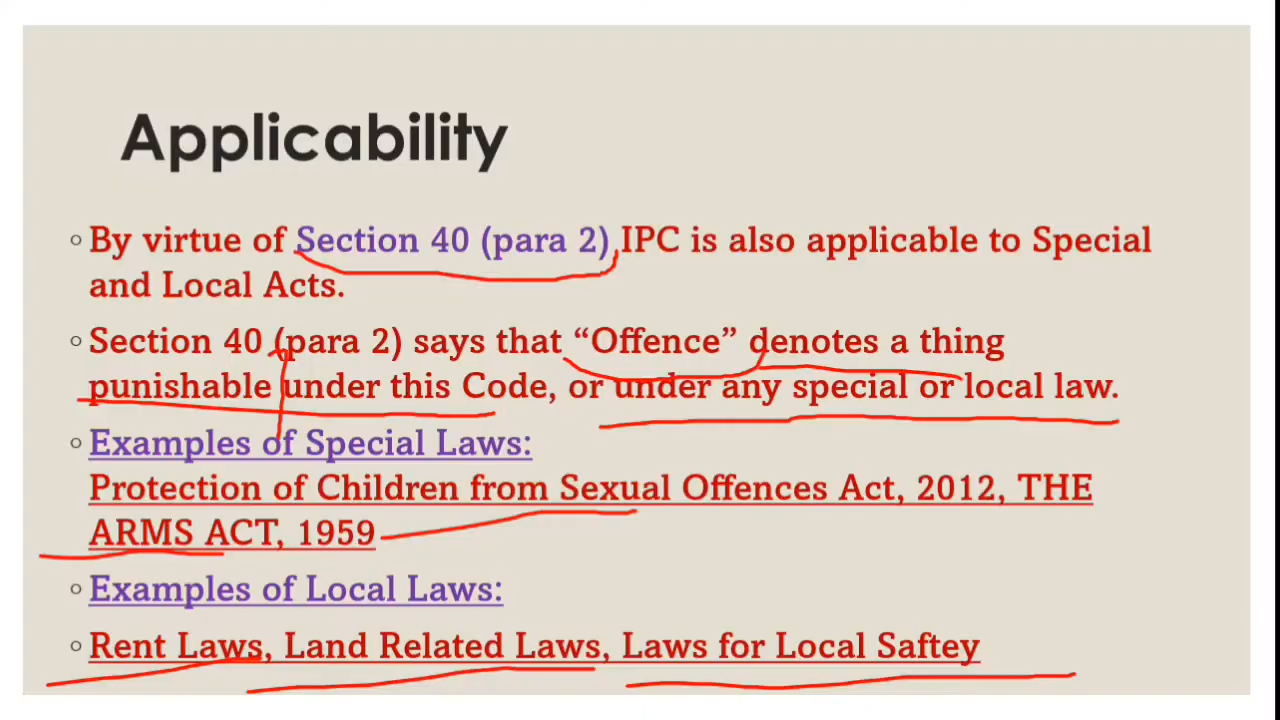 Applicability
◦ By virtue of Section 40 (para 2) IPC is also applicable to Special
and Local Acts.
◦ Section 40 (para 2) says that “Offence” denotes a thing
punishable under this Code, or under any special or local law.
◦ Examples of Special Laws:
Protection of Children from Sexual Offences Act, 2012, THE
ARMS ACT, 1959
◦ Examples of Local Laws:
◦ Rent Laws, Land Related Laws, Laws for Local Saftey